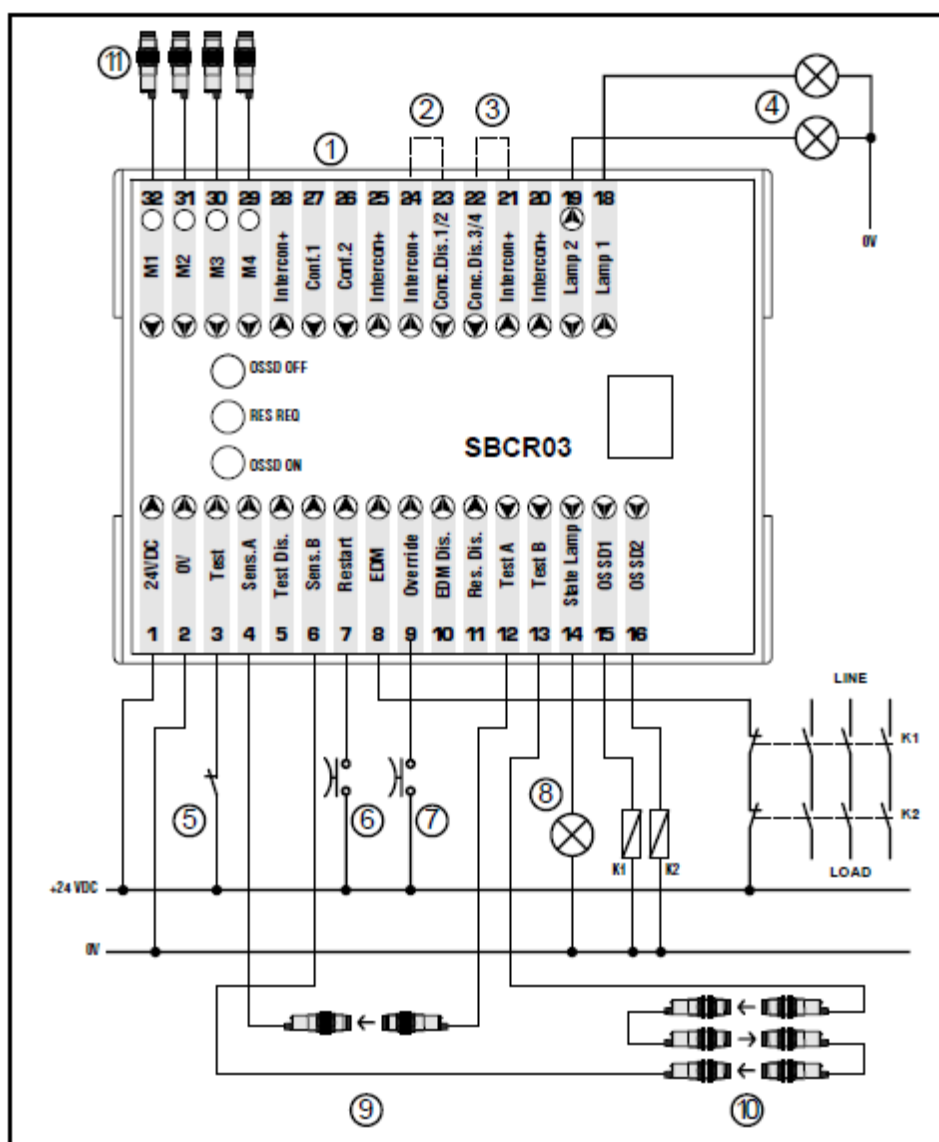 11
1
2
3
4
32 31 30 29 28 27 26 25 24 23 22 21 20 19 18
M1
M2
M3
M4
Intercon+
Conf.1
Conf.2
Intercon+
Intercon+
Conc.Dis.1/2
Conc.Dis.3/4
Intercon+
Intercon+
Lamp 2
Lamp 1
0V
OSSD OFF
RES REQ
OSSD ON
SBCR03
24VDC
0V
Test
Sens.A
Test Dis.
Sens.B
Restart
EDM
Override
EDM Dis.
Res. Dis.
Test A
Test B
State Lamp
OSSD1
OSSD2
1 2 3 4 5 6 7 8 9 10 11 12 13 14 15 16
LINE
K1
K2
LOAD
5
6
7
8
K1
K2
+24 VDC
0V
9
10